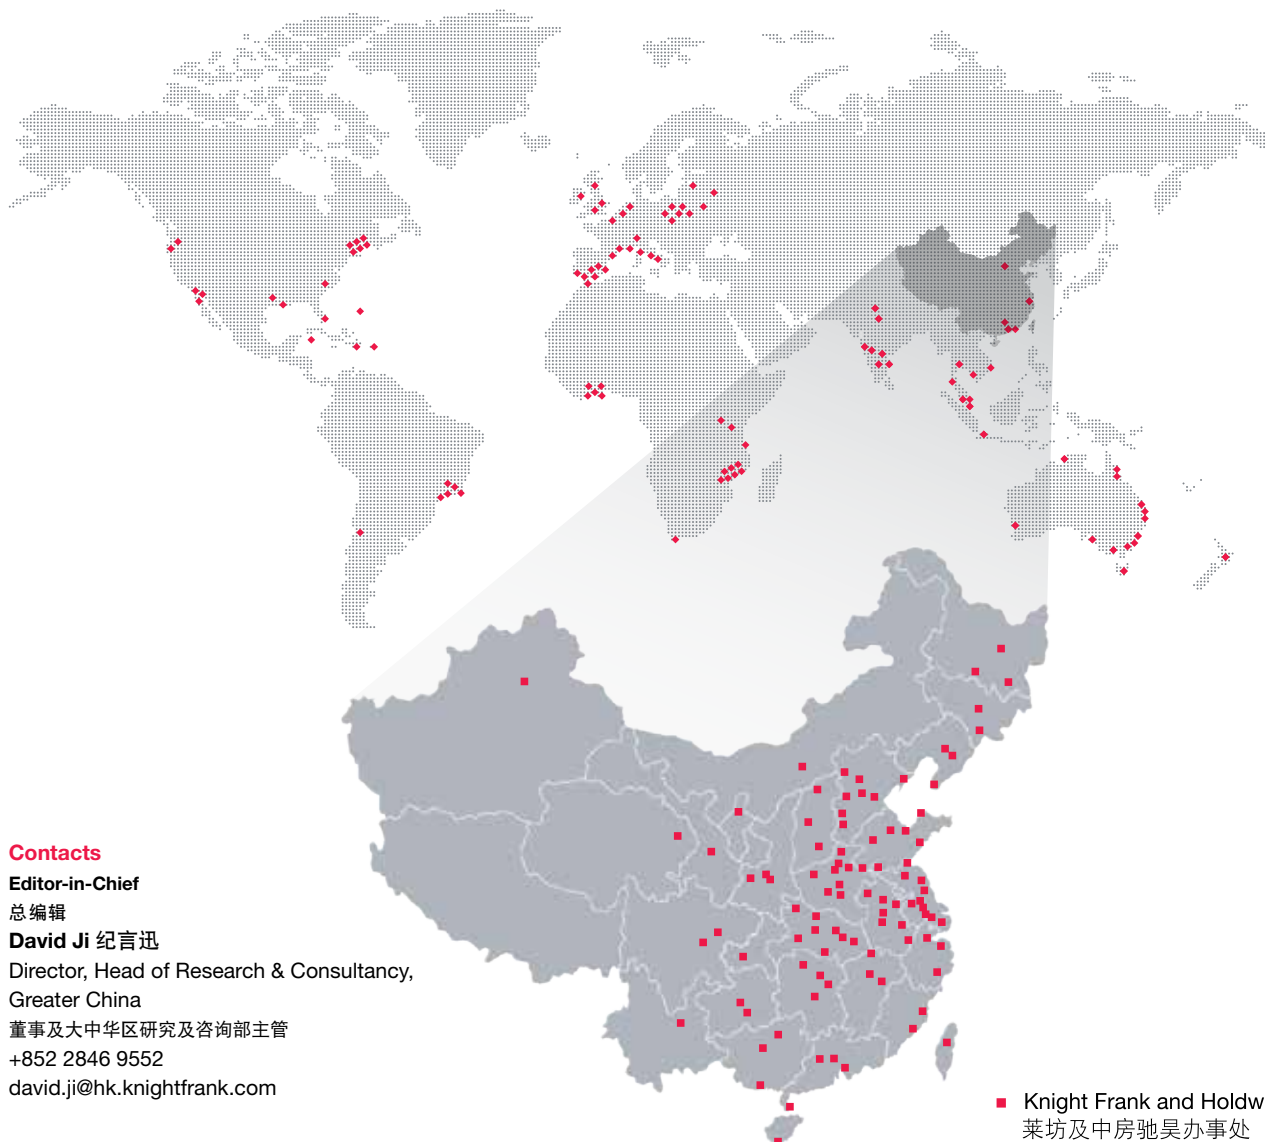 Contacts
Editor-in-Chief
总编辑
David Ji 纪言迅
Director, Head of Research & Consultancy,
Greater China
董事及大中华区研究及咨询部主管
+852 2846 9552
david.ji@hk.knightfrank.com
Knight Frank and Holdw
莱坊及中房驰昊办事处